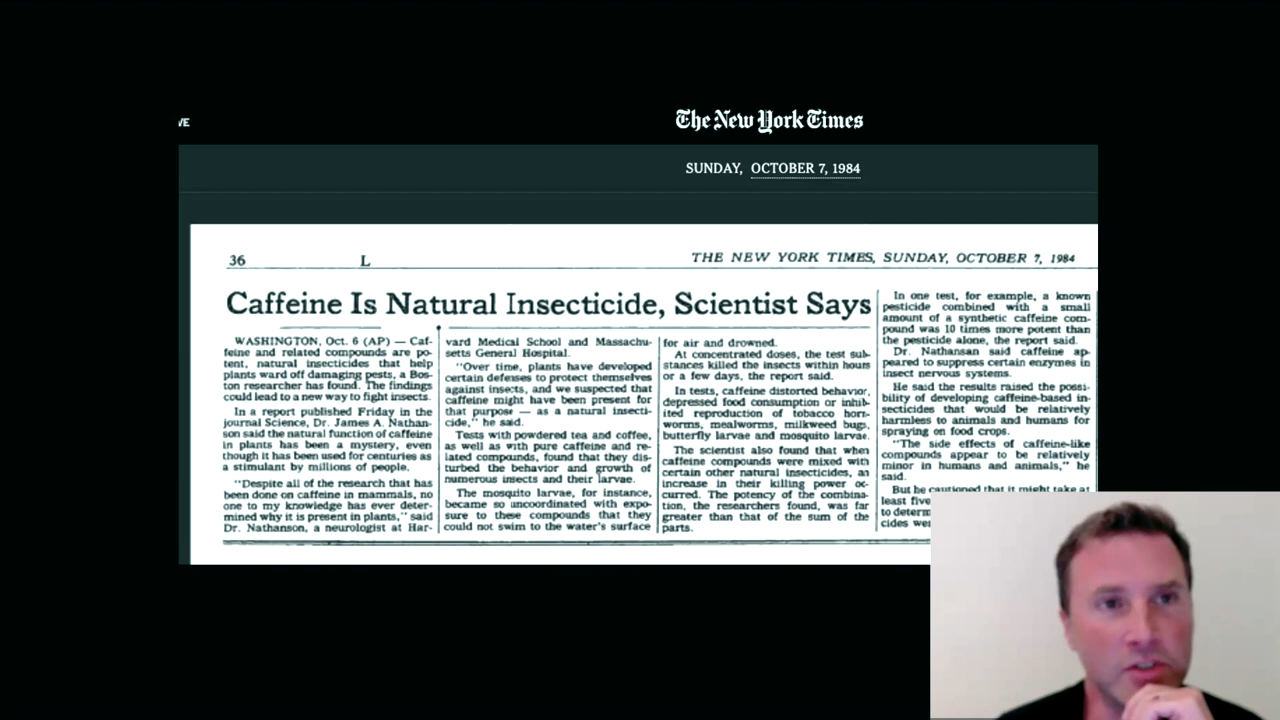 VE
The New York Times
SUNDAY, OCTOBER 7, 1984
36 L THE NEW YORK TIMES, SUNDAY, OCTOBER 7, 1984
Caffeine Is Natural Insecticide, Scientist Says
WASHINGTON, Oct. 6 (AP) — Caf-
feine and related compounds are po-
tent, natural insecticides that help
plants ward off damaging pests, a Bos-
ton researcher has found. The findings
could lead to a new way to fight insects.
In a report published Friday in the
journal Science, Dr. James A. Nathan-
son said the natural function of caffeine
in plants has been a mystery, even
though it has been used for centuries as
a stimulant by millions of people.
"Despite all of the research that has
been done on caffeine in mammals, no
one to my knowledge has ever deter-
mined why it is present in plants," said
Dr. Nathanson, a neurologist at Har-
vard Medical School and Massachu-
setts General Hospital.
"Over time, plants have developed
certain defenses to protect themselves
against insects, and we suspected that
caffeine might have been present for
that purpose — as a natural insecti-
cide," he said.
Tests with powdered tea and coffee,
as well as with pure caffeine and re-
lated compounds, found that they dis-
turbed the behavior and growth of
numerous insects and their larvae.
The mosquito larvae, for instance,
became so uncoordinated with expo-
sure to these compounds that they
could not swim to the water's surface
for air and drowned.
At concentrated doses, the test sub-
stances killed the insects within hours
or a few days, the report said.
In tests, caffeine distorted behavior,
depressed food consumption or inhib-
ited reproduction of tobacco horn-
worms, mealworms, milkweed bugs,
butterfly larvae and mosquito larvae.
The scientist also found that when
caffeine compounds were mixed with
certain other natural insecticides, an
increase in their killing power oc-
curred. The potency of the combina-
tion, the researchers found, was far
greater than that of the sum of the
parts.
In one test, for example, a known
pesticide combined with a small
amount of a synthetic caffeine com-
pound was 10 times more potent than
the pesticide alone, the report said.
Dr. Nathansan said caffeine ap-
peared to suppress certain enzymes in
insect nervous systems.
He said the results raised the possi-
bility of developing caffeine-based in-
secticides that would be relatively
harmless to animals and humans for
spraying on food crops.
"The side effects of caffeine-like
compounds appear to be relatively
minor in humans and animals," he
said.
But he cautioned that it might take at
least five
to determ
cides wer